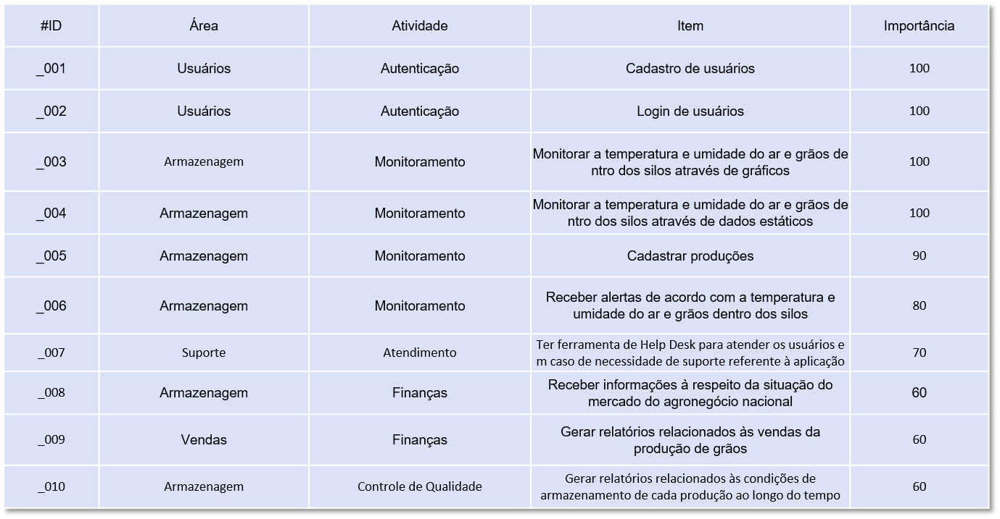 #ID Área Atividade Item Importância
_001 Usuários Autenticação Cadastro de usuários 100
_002 Usuários Autenticação Login de usuários 100
_003 Armazenagem Monitoramento Monitorar a temperatura e umidade do ar e grãos de
ntro dos silos através de gráficos 100
_004 Armazenagem Monitoramento Monitorar a temperatura e umidade do ar e grãos de
ntro dos silos através de dados estáticos 100
_005 Armazenagem Monitoramento Cadastrar produções 90
_006 Armazenagem Monitoramento Receber alertas de acordo com a temperatura e
umidade do ar e grãos dentro dos silos 80
_007 Suporte Atendimento Ter ferramenta de Help Desk para atender os usuários e
m caso de necessidade de suporte referente à aplicação 70
_008 Armazenagem Finanças Receber informações à respeito da situação do
mercado do agronegócio nacional 60
_009 Vendas Finanças Gerar relatórios relacionados às vendas da
produção de grãos 60
_010 Armazenagem Controle de Qualidade Gerar relatórios relacionados às condições de
armazenamento de cada produção ao longo do tempo 60